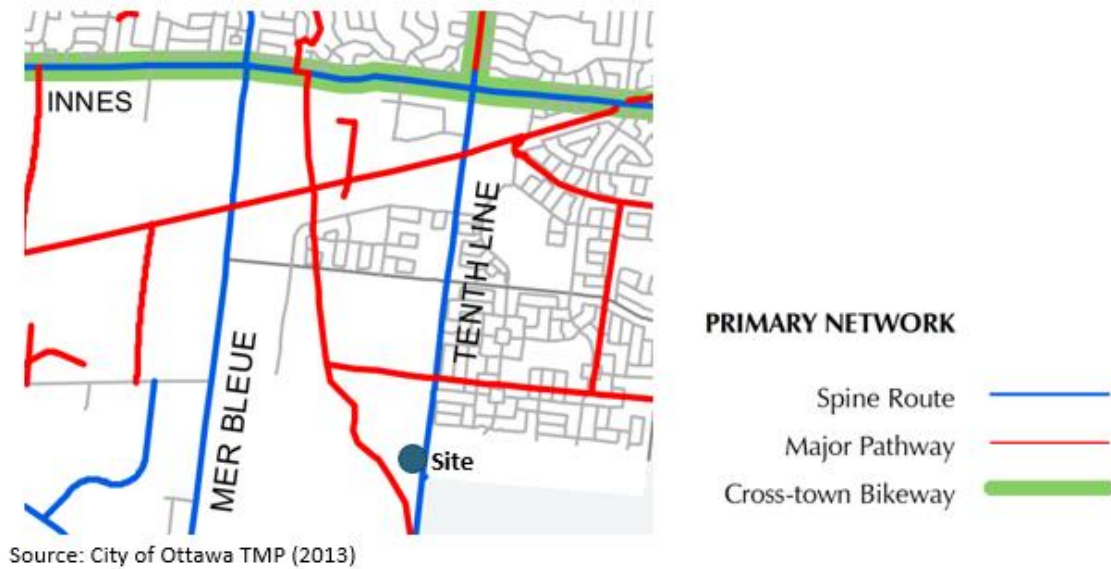 INNES
TENTH LINE
MER BLEUE
Site
PRIMARY NETWORK
Spine Route
Major Pathway
Cross-town Bikeway
Source: City of Ottawa TMP (2013)